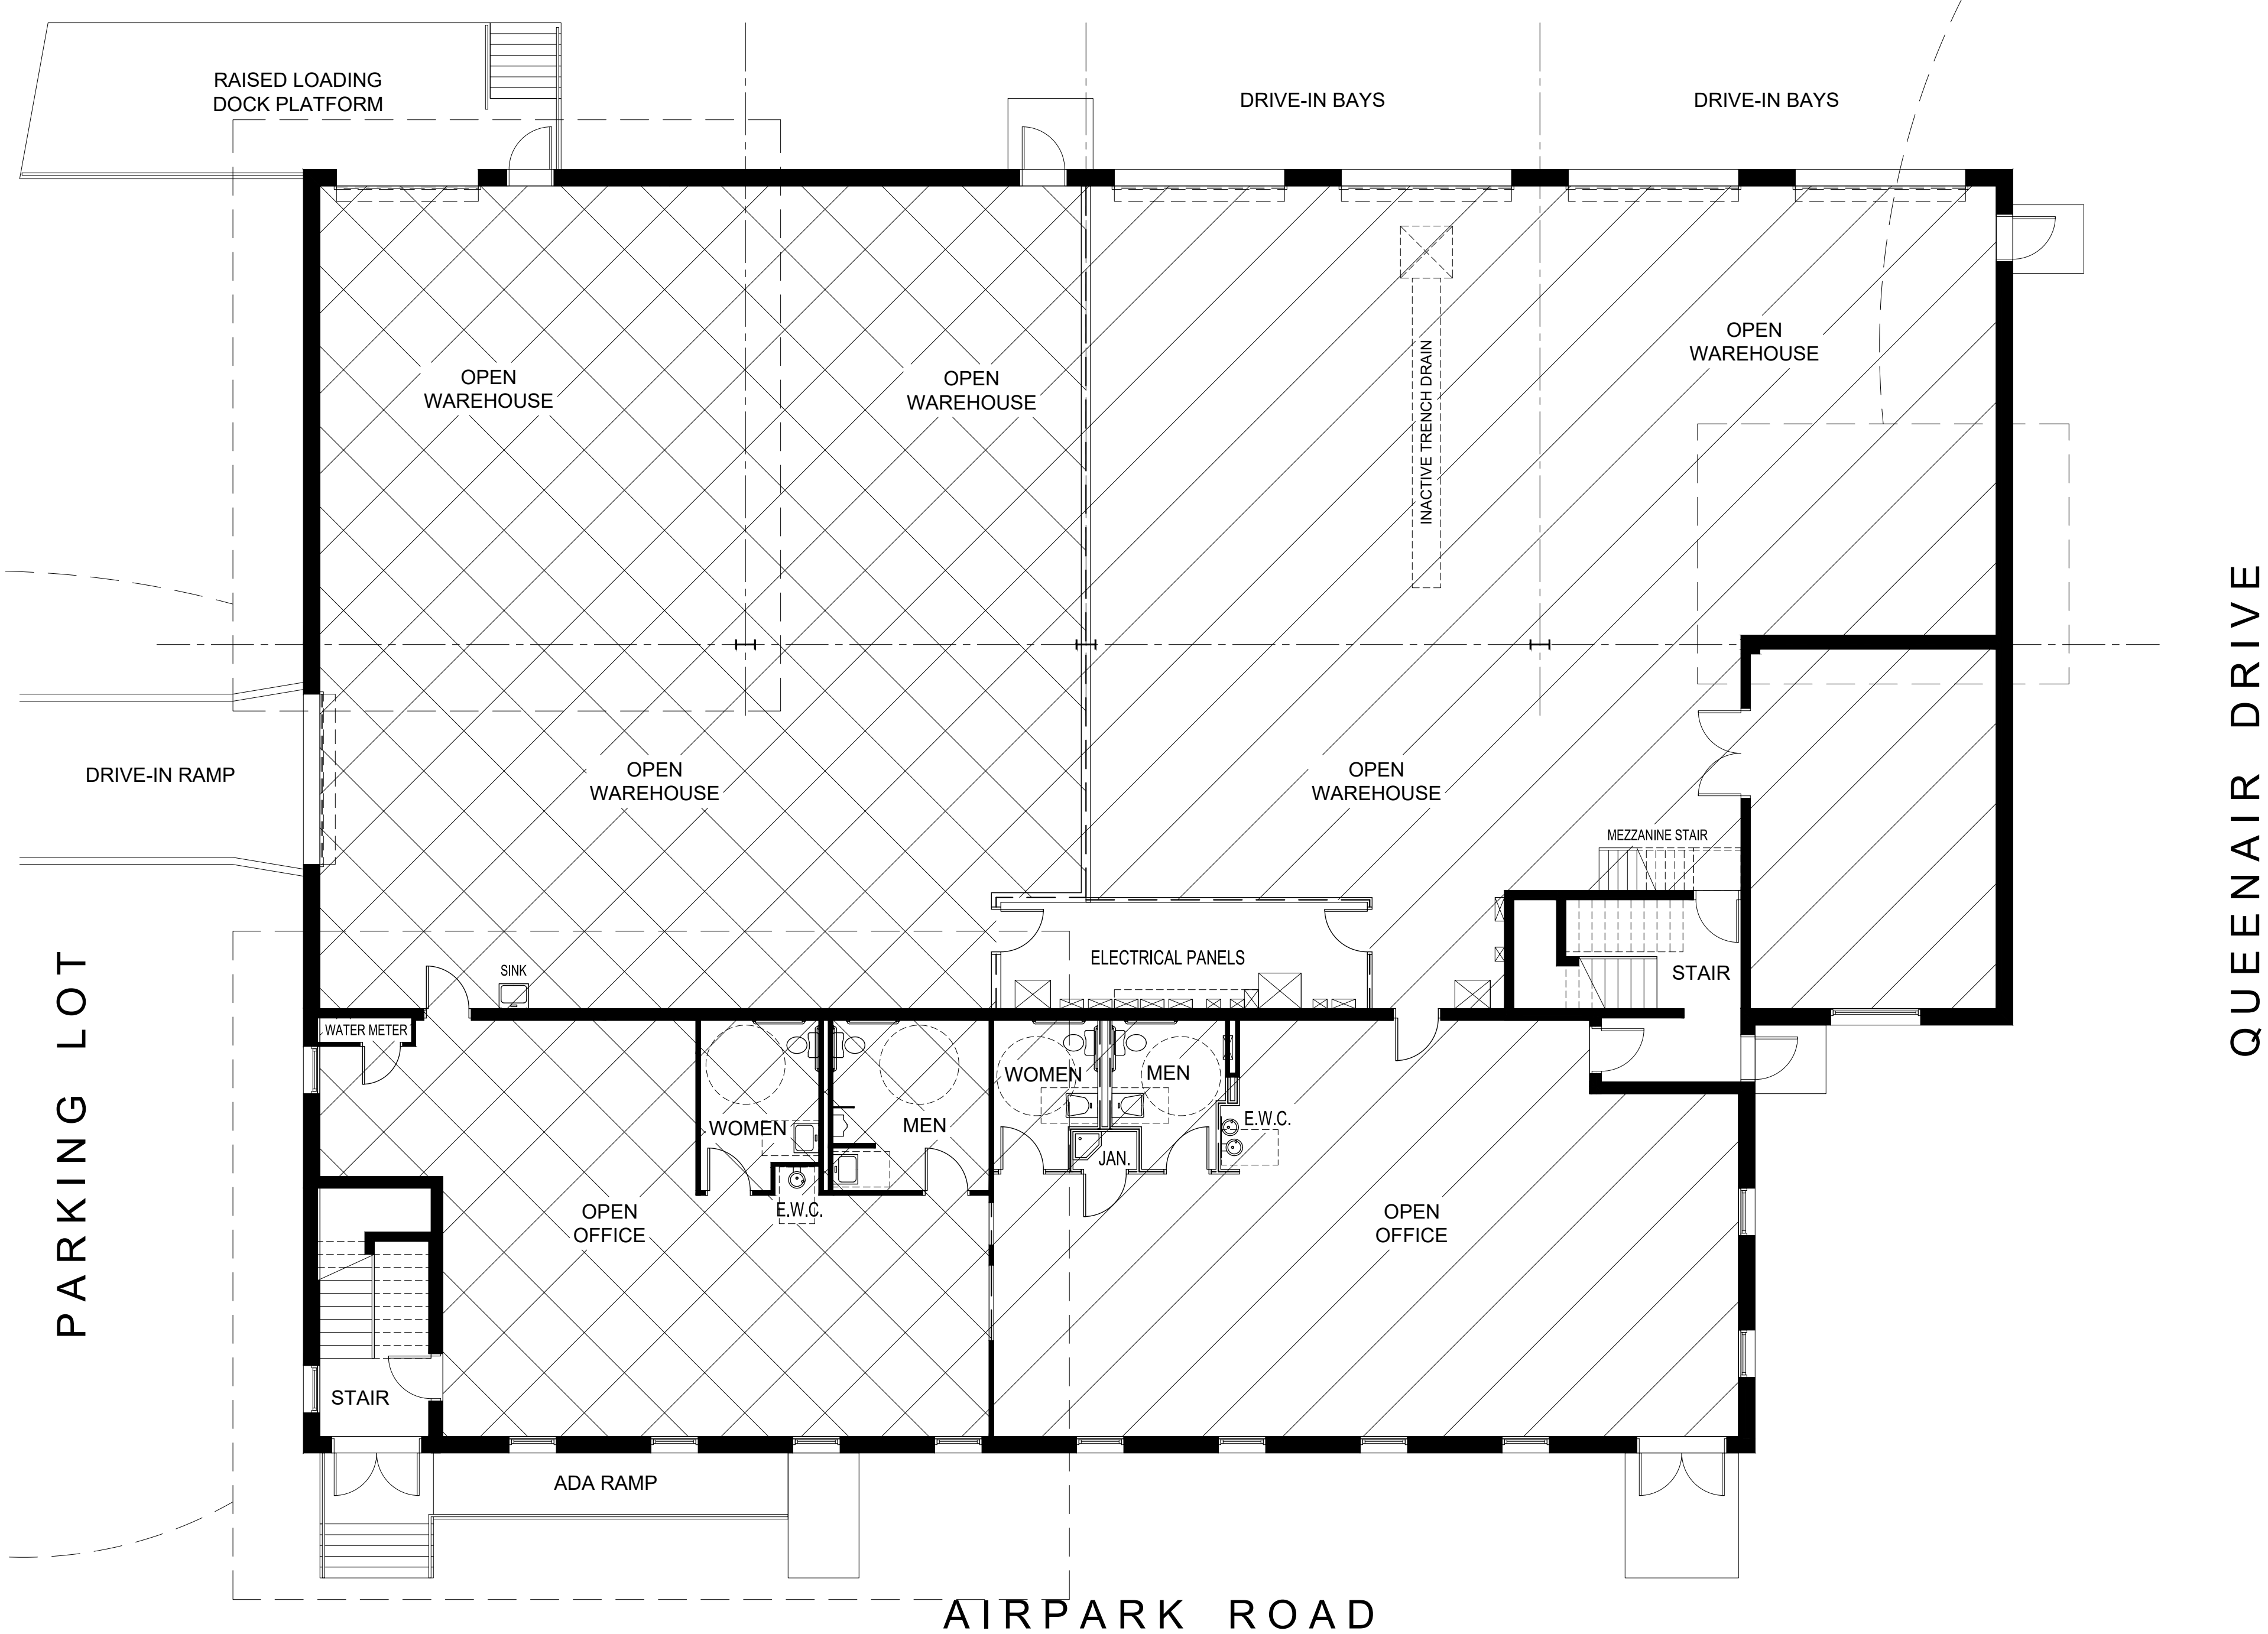 RAISED LOADING
DOCK PLATFORM
DRIVE-IN BAYS
DRIVE-IN BAYS
OPEN
WAREHOUSE
OPEN
WAREHOUSE
INACTIVE TRENCH DRAIN
OPEN
WAREHOUSE
DRIVE-IN RAMP
OPEN
WAREHOUSE
OPEN
WAREHOUSE
MEZZANINE STAIR
QUEENAIR DRIVE
PARKING LOT
SINK
ELECTRICAL PANELS
STAIR
WATER METER
WOMEN
MEN
WOMEN
MEN
JAN.
E.W.C.
E.W.C.
OPEN
OFFICE
OPEN
OFFICE
STAIR
ADA RAMP
AIRPARK ROAD